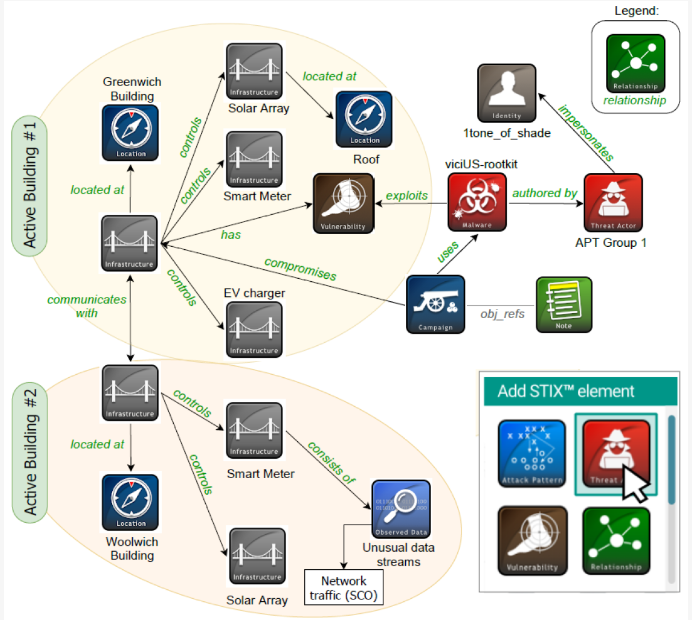 Legend:
Relationship
relationship
Greenwich
Building
Location
located at
Active Building #1
Infrastructure
controls
Infrastructure
Solar Array
located at
Location
Roof
controls
Infrastructure
Smart Meter
has
Vulnerability
controls
EV charger
Infrastructure
Identity
1tone_of_shade
impersonates
viciUS-rootkit
exploits
Malware
authored by
Threat Actor
APT Group 1
uses
compromises
Campaign
obj_refs
Note
communicates
with
Active Building #2
Infrastructure
located at
Location
Woolwich
Building
controls
Infrastructure
Smart Meter
controls
Infrastructure
Solar Array
consists of
Observed Data
Unusual data
streams
Network
traffic (SCO)
Add STIX™ element
Attack Pattern
Threat
Vulnerability
Relationship